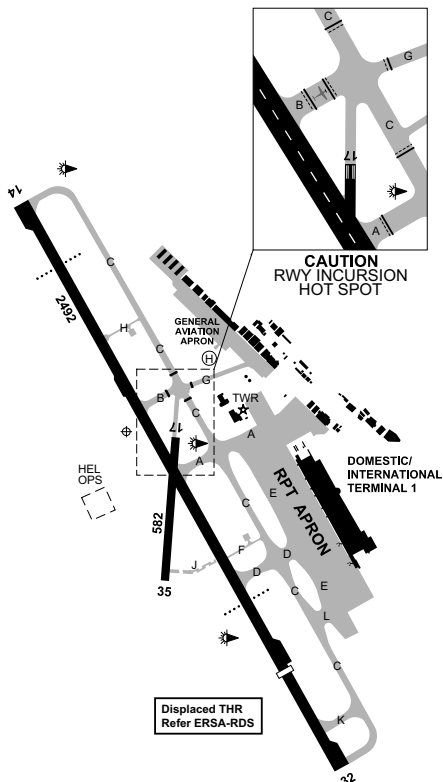 C
G
B
C
17
A
CAUTION
RWY INCURSION
HOT SPOT
14
C
2492
H
GENERAL
AVIATION
APRON
C
H
G
B
C
TWR
17
A
A
HEL
OPS
DOMESTIC/
INTERNATIONAL
TERMINAL 1
C
E
RPT APRON
582
F
J
D
D
35
C
E
L
C
Displaced THR
Refer ERSA-RDS
K
32